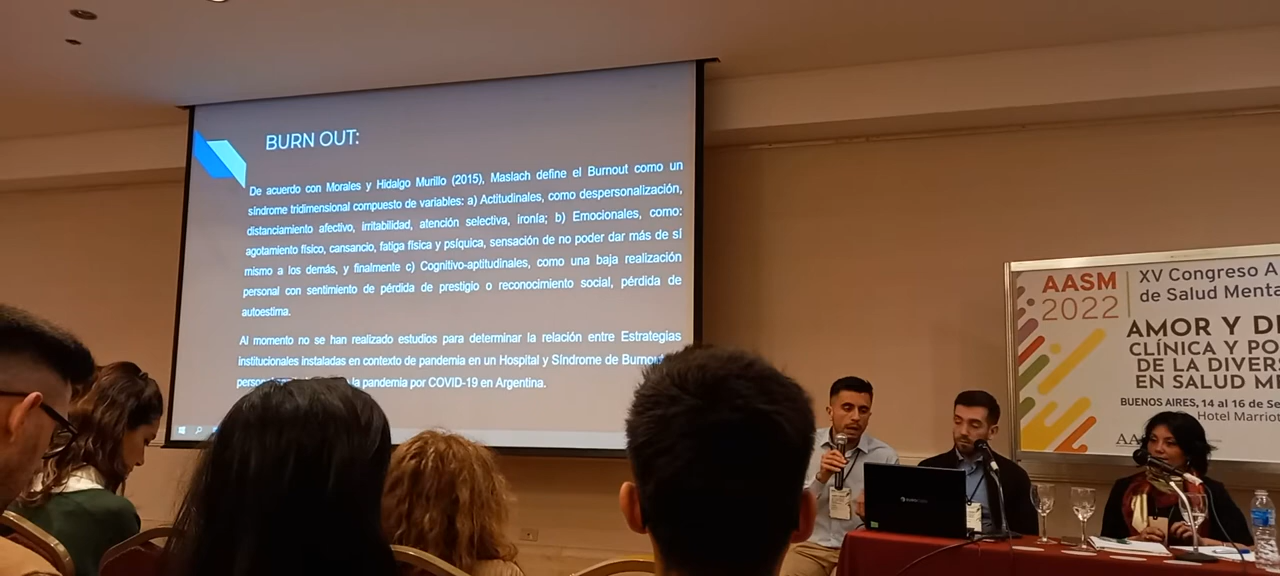 BURN OUT:
De acuerdo con Morales y Hidalgo Murillo (2015), Maslach define el Burnout como un
síndrome tridimensional compuesto de variables: a) Actitudinales, como despersonalización,
distanciamiento afectivo, irritabilidad, atención selectiva, ironía; b) Emocionales, como:
agotamiento físico, cansancio, fatiga física y psíquica, sensación de no poder dar más de sí
mismo a los demás, y finalmente c) Cognitivo-aptitudinales, como una baja realización
personal con sentimiento de pérdida de prestigio o reconocimiento social, pérdida de
autoestima.
Al momento no se han realizado estudios para determinar la relación entre Estrategias
institucionales instaladas en contexto de pandemia en un Hospital y Síndrome de Burnout
la pandemia por COVID-19 en Argentina.
AASM
2022
XV Congreso A
de Salud Menta
AMOR Y D
CLÍNICA Y PO
DE LA DIVERS
EN SALUD ME
BUENOS AIRES, 14 al 16 de Se
Hotel Marriot